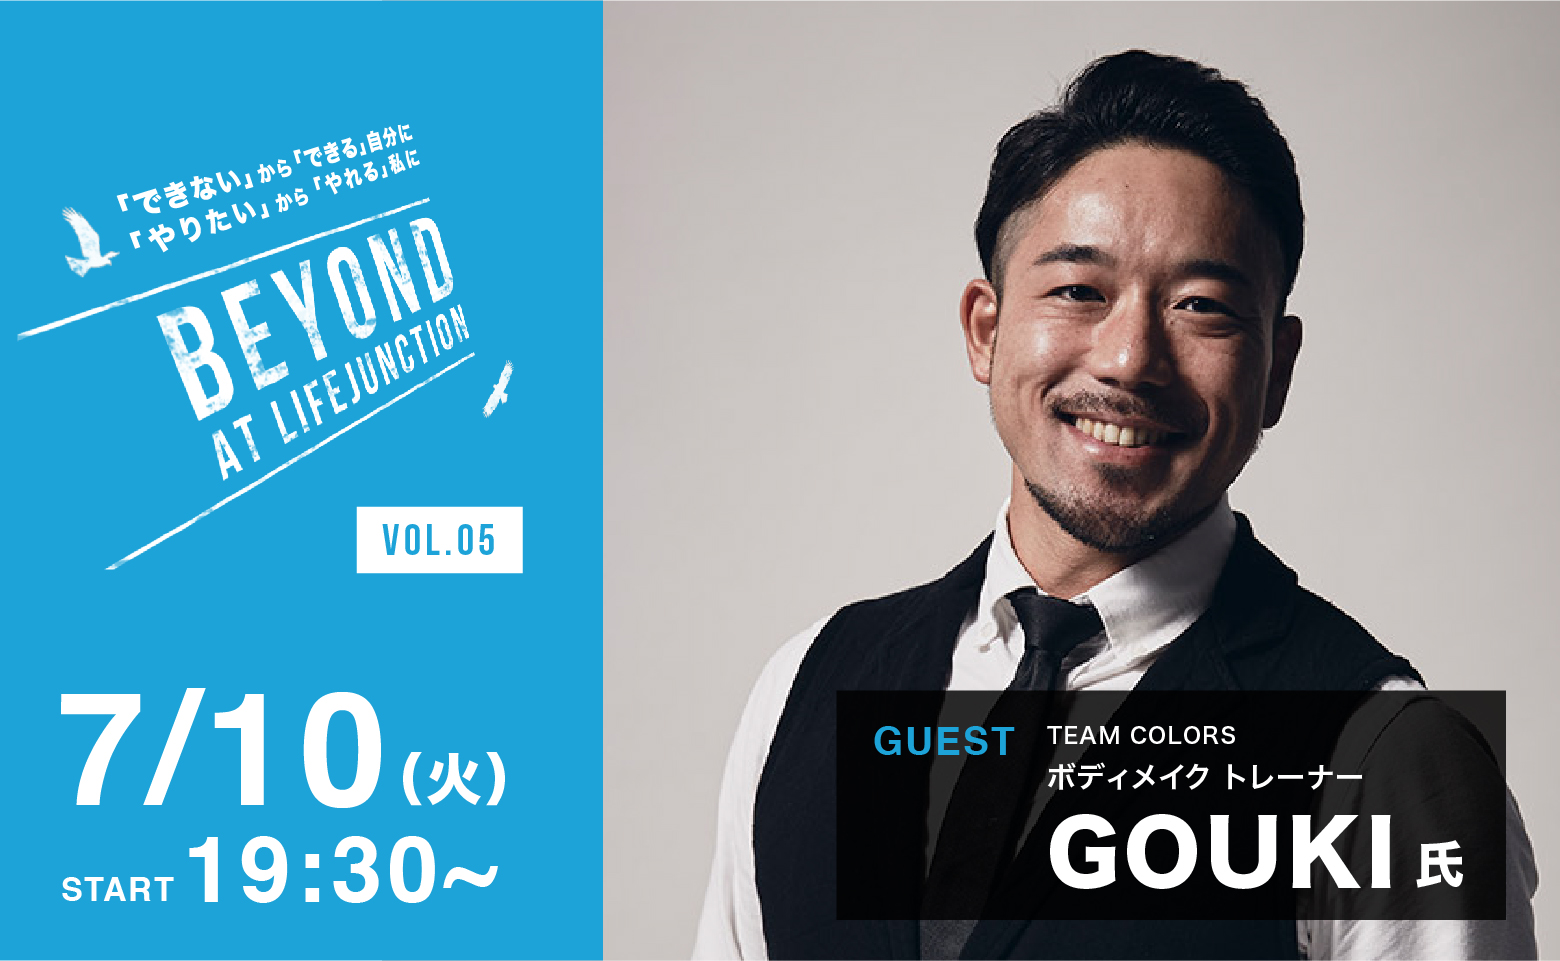 「できない」から「できる」自分に
「やりたい」から「やれる」私に
BEYOND
AT LIFEJUNCTION
VOL.05
7/10(火)
START 19:30~
GUEST
TEAM COLORS
ボディメイク トレーナー
GOUKI 氏